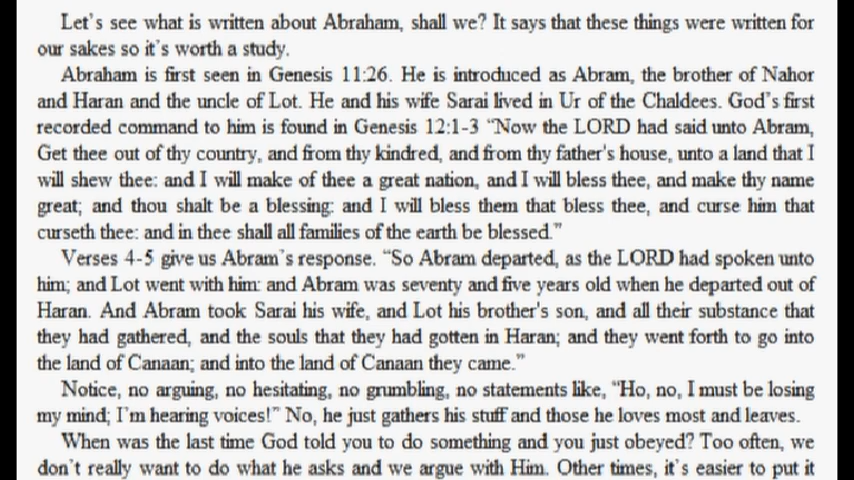 Let's see what is written about Abraham, shall we? It says that these things were written for
our sakes so it's worth a study.
Abraham is first seen in Genesis 11:26. He is introduced as Abram, the brother of Nahor
and Haran and the uncle of Lot. He and his wife Sarai lived in Ur of the Chaldees. God's first
recorded command to him is found in Genesis 12:1-3 "Now the LORD had said unto Abram,
Get thee out of thy country, and from thy kindred, and from thy father's house, unto a land that I
will shew thee: and I will make of thee a great nation, and I will bless thee, and make thy name
great; and thou shalt be a blessing: and I will bless them that bless thee, and curse him that
curseth thee: and in thee shall all families of the earth be blessed."
Verses 4-5 give us Abram's response. "So Abram departed, as the LORD had spoken unto
him; and Lot went with him: and Abram was seventy and five years old when he departed out of
Haran. And Abram took Sarai his wife, and Lot his brother's son, and all their substance that
they had gathered, and the souls that they had gotten in Haran; and they went forth to go into
the land of Canaan; and into the land of Canaan they came."
Notice, no arguing, no hesitating, no grumbling, no statements like, "Ho, no, I must be losing
my mind; I'm hearing voices!" No, he just gathers his stuff and those he loves most and leaves.
When was the last time God told you to do something and you just obeyed? Too often, we
don't really want to do what he asks and we argue with Him. Other times, it's easier to put it